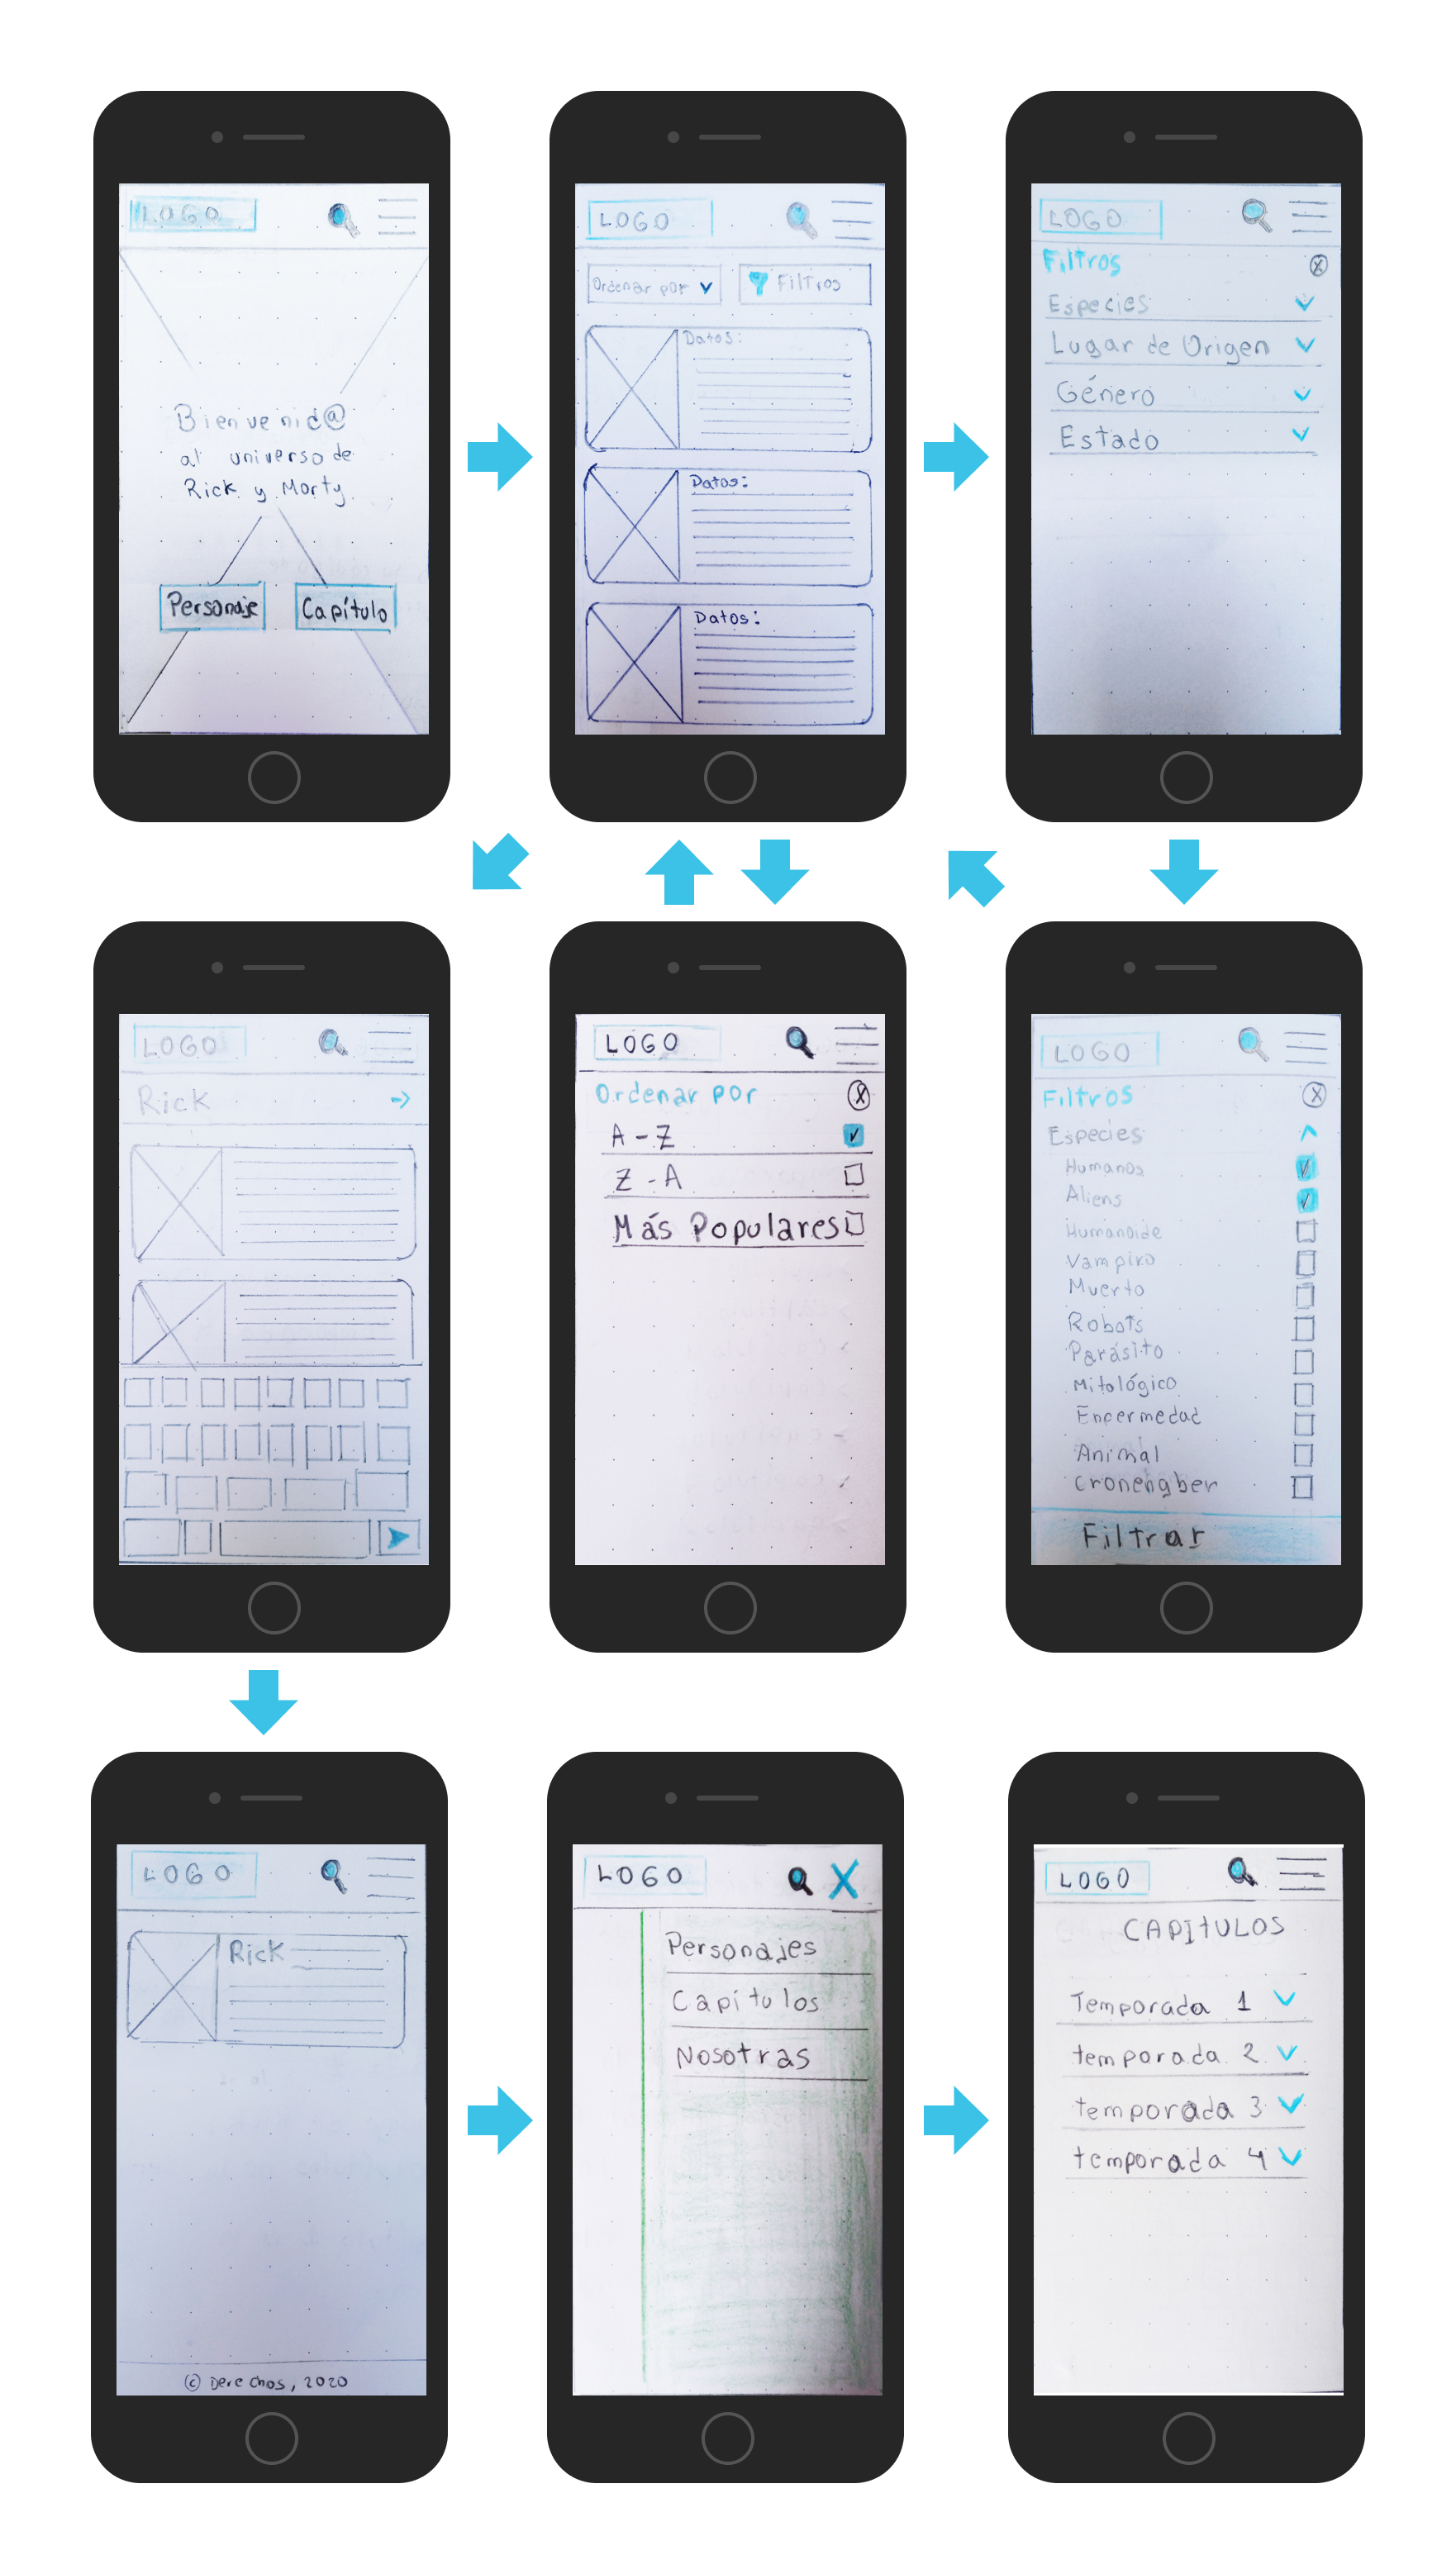 LOGO
Bienvenid@
al universo de
Rick y Morty
Personaje
Capítulo
LOGO
Ordenar por
Filtros
Datos:
Datos:
Datos:
LOGO
Filtros
Especies
Lugar de Origen
Género
Estado
LOGO
Rick
LOGO
Ordenar por
A-Z
Z-A
Más Populares
LOGO
Filtros
Especies
Humanos
Aliens
Humanoide
Vampiro
Muerto
Robots
Parásito
Mitológico
Enfermedad
Animal
Cronengber
Filtrar
LOGO
Rick
© Derechos, 2020
LOGO
Personajes
Capítulos
Nosotras
LOGO
CAPITULOS
Temporada 1
temporada 2
temporada 3
temporada 4